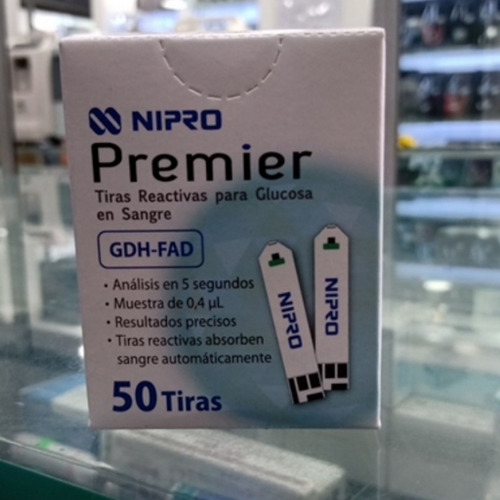 NIPRO
Premier
Tiras Reactivas para Glucosa
en Sangre
GDH-FAD
• Análisis en 5 segundos
• Muestra de 0,4 µL
• Resultados precisos
• Tiras reactivas absorben
sangre automáticamente
50 Tiras
NIPRO
NIPRO